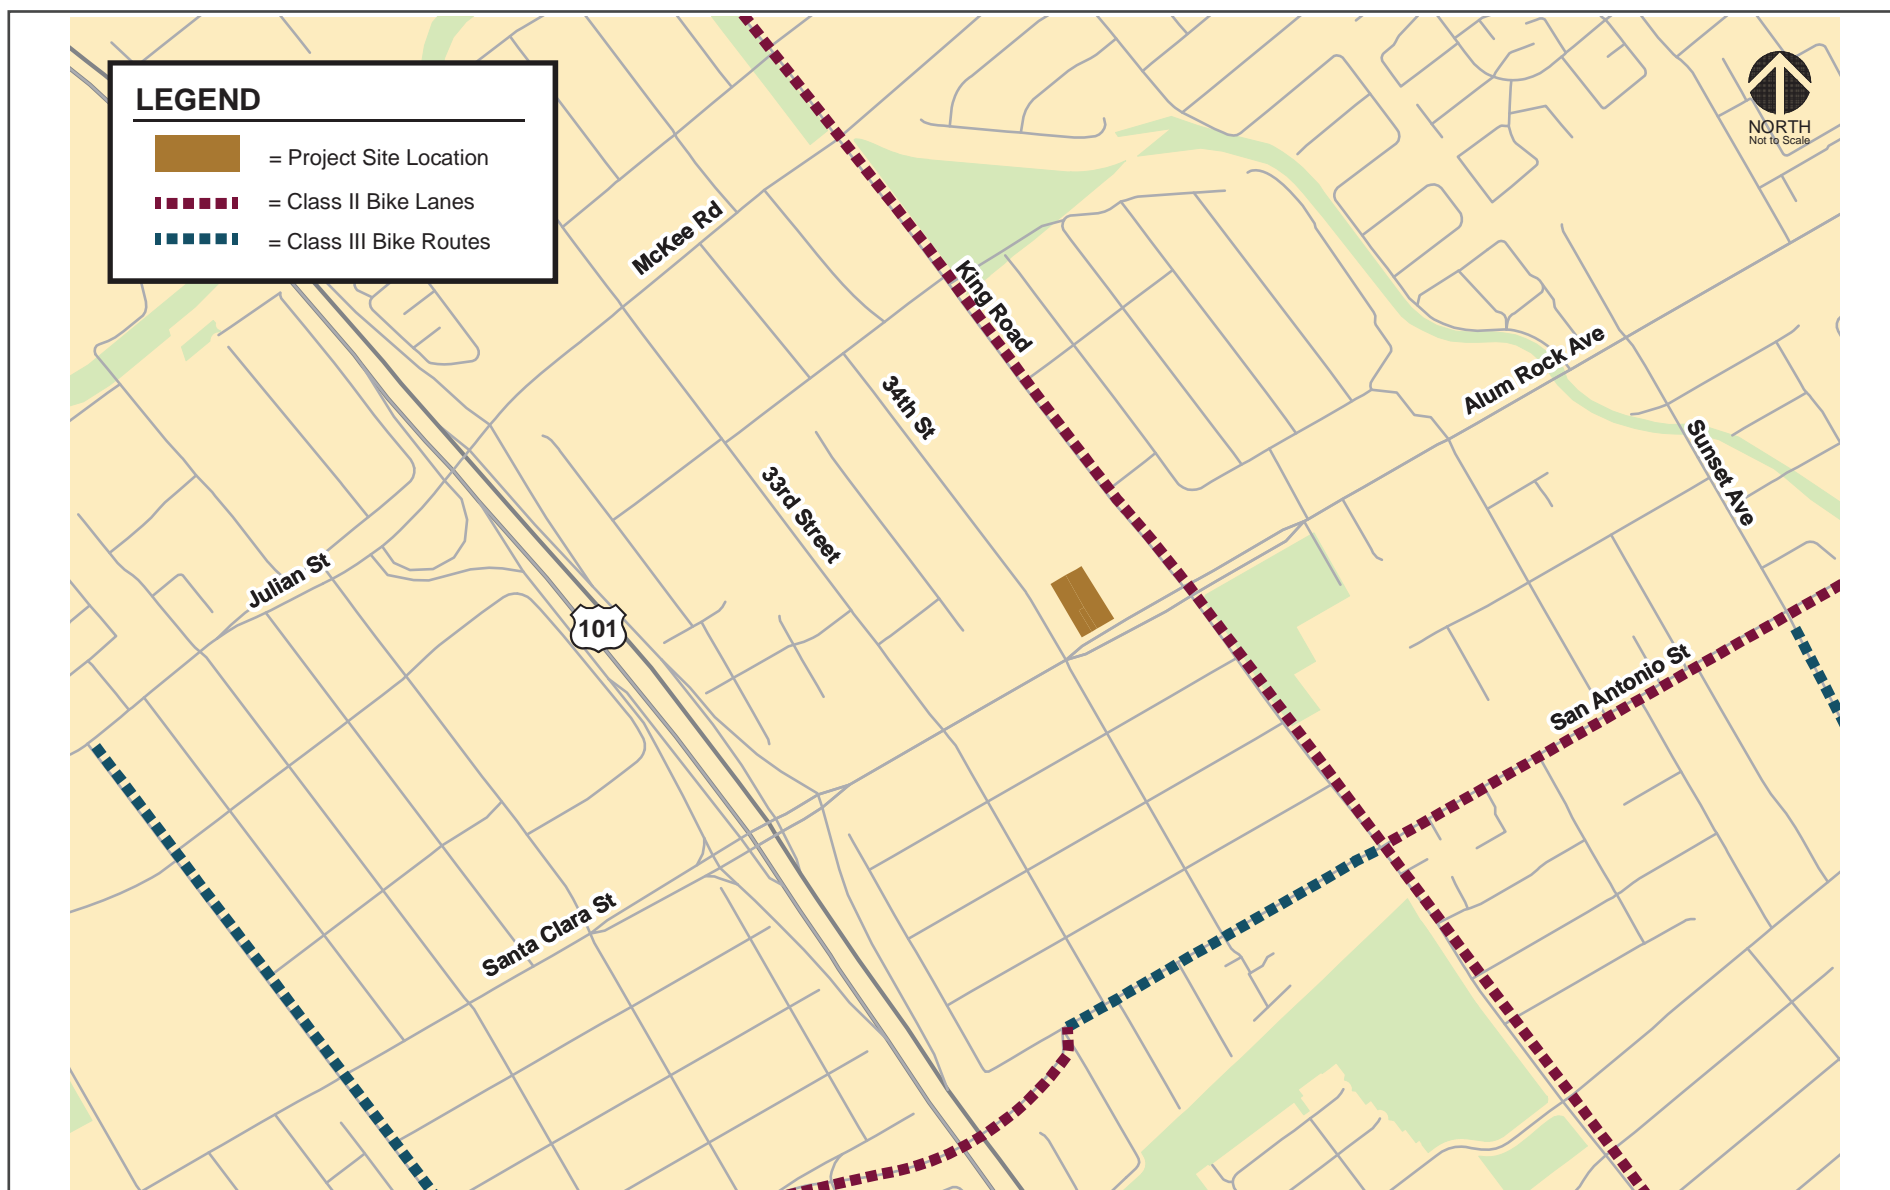 LEGEND
= Project Site Location
= Class II Bike Lanes
= Class III Bike Routes
NORTH
Not to Scale
McKee Rd
King Road
Alum Rock Ave
34th St
Sunset Ave
33rd Street
Julian St
101
San Antonio St
Santa Clara St